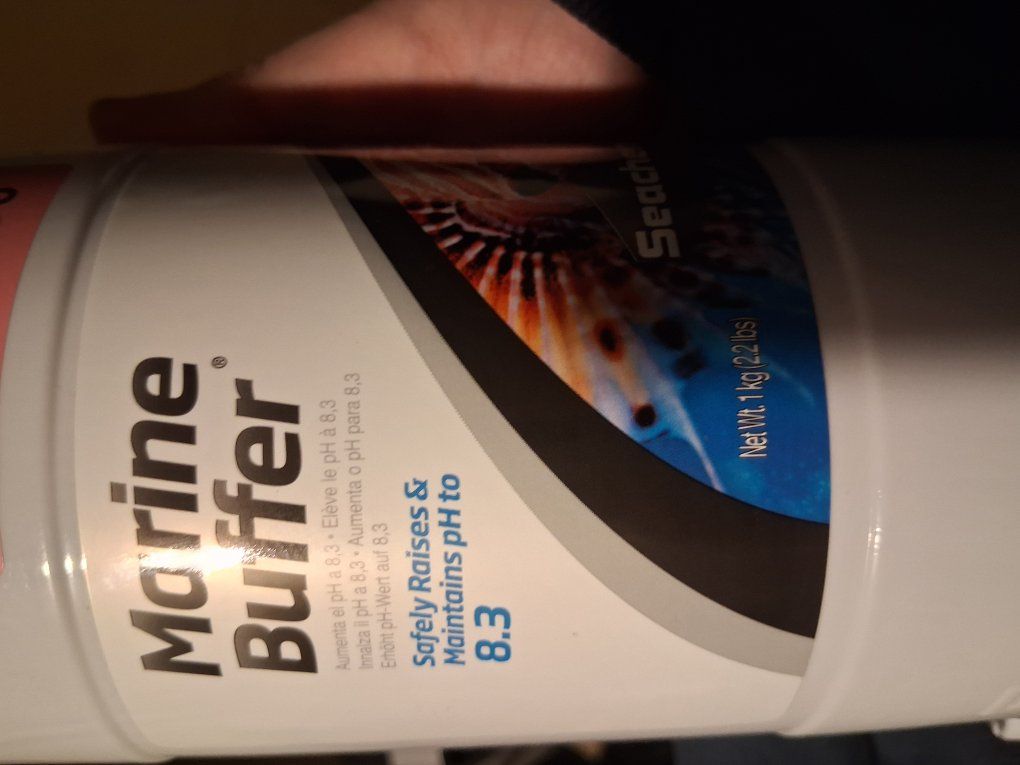 Marine
Buffer®
Aumenta el pH a 8,3 • Elève le pH à 8,3
Innalza il pH a 8,3 • Aumenta o pH para 8,3
Erhöht pH-Wert auf 8,3
Safely Raises &
Maintains pH to
8.3
Net Wt. 1 kg (2.2 lbs)